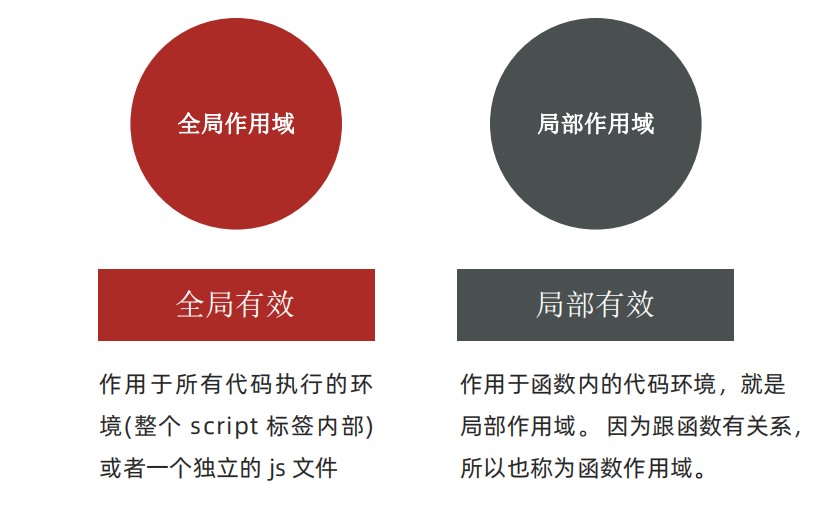 全局作用域
局部作用域
全局有效
局部有效
作用于所有代码执行的环
境(整个 script 标签内部)
或者一个独立的 js 文件
作用于函数内的代码环境，就是
局部作用域。 因为跟函数有关系，
所以也称为函数作用域。